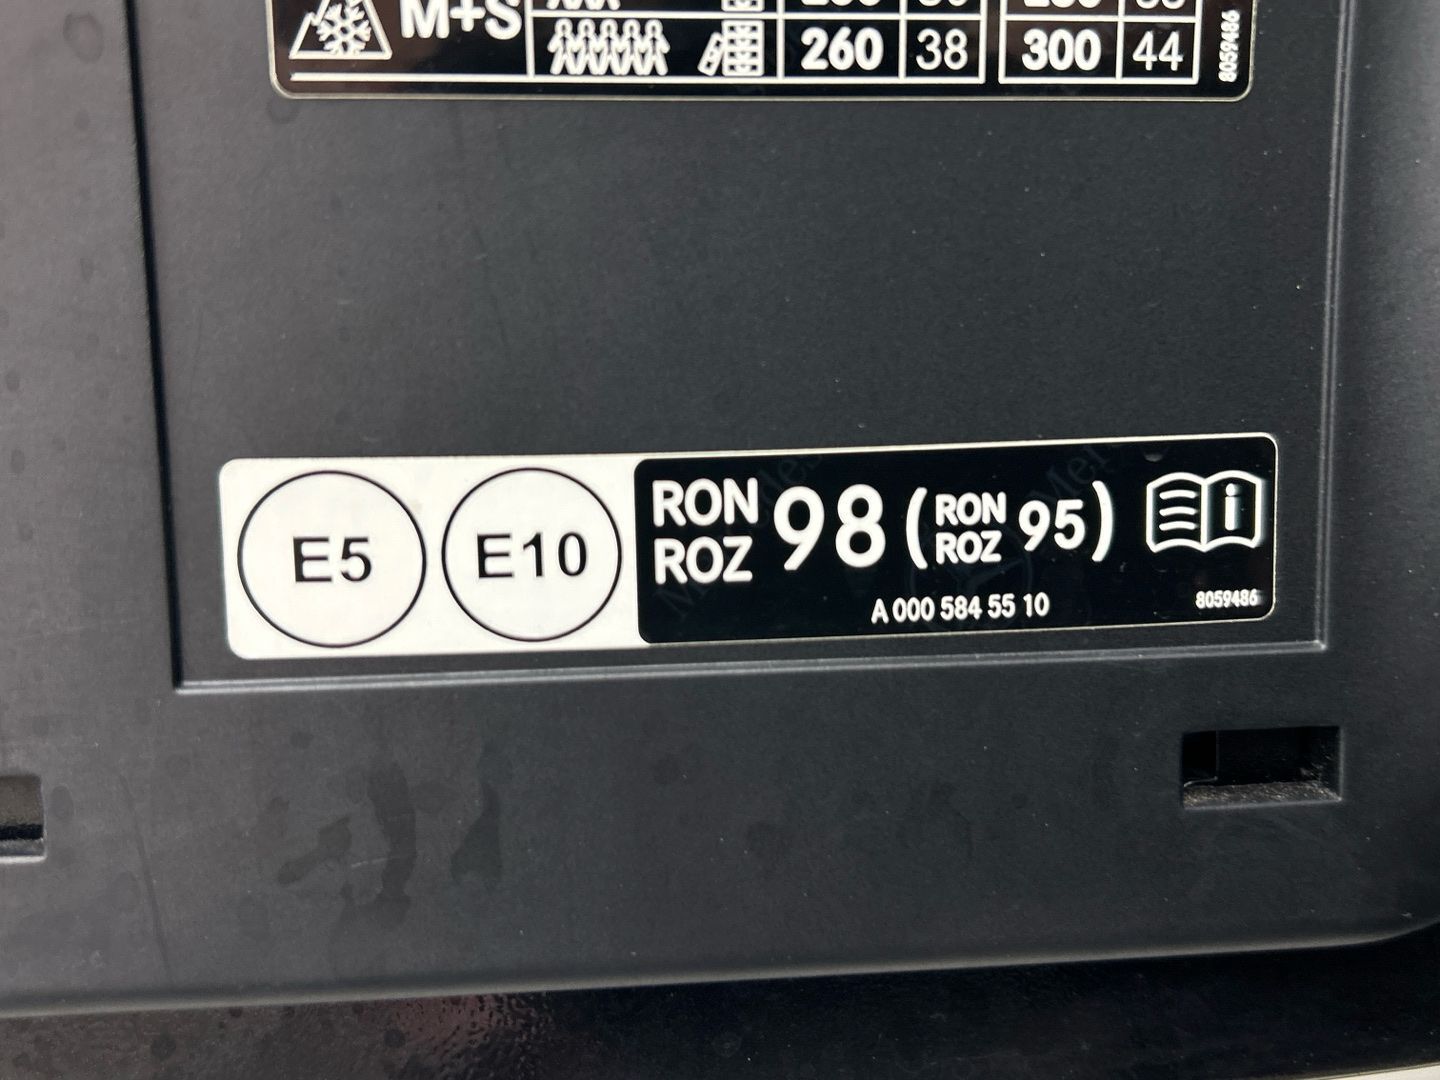 M+S
260 38 300 44
8059486
E5 E10 RON ROZ 98 (RON ROZ 95) i
A 000 584 55 10 8059486